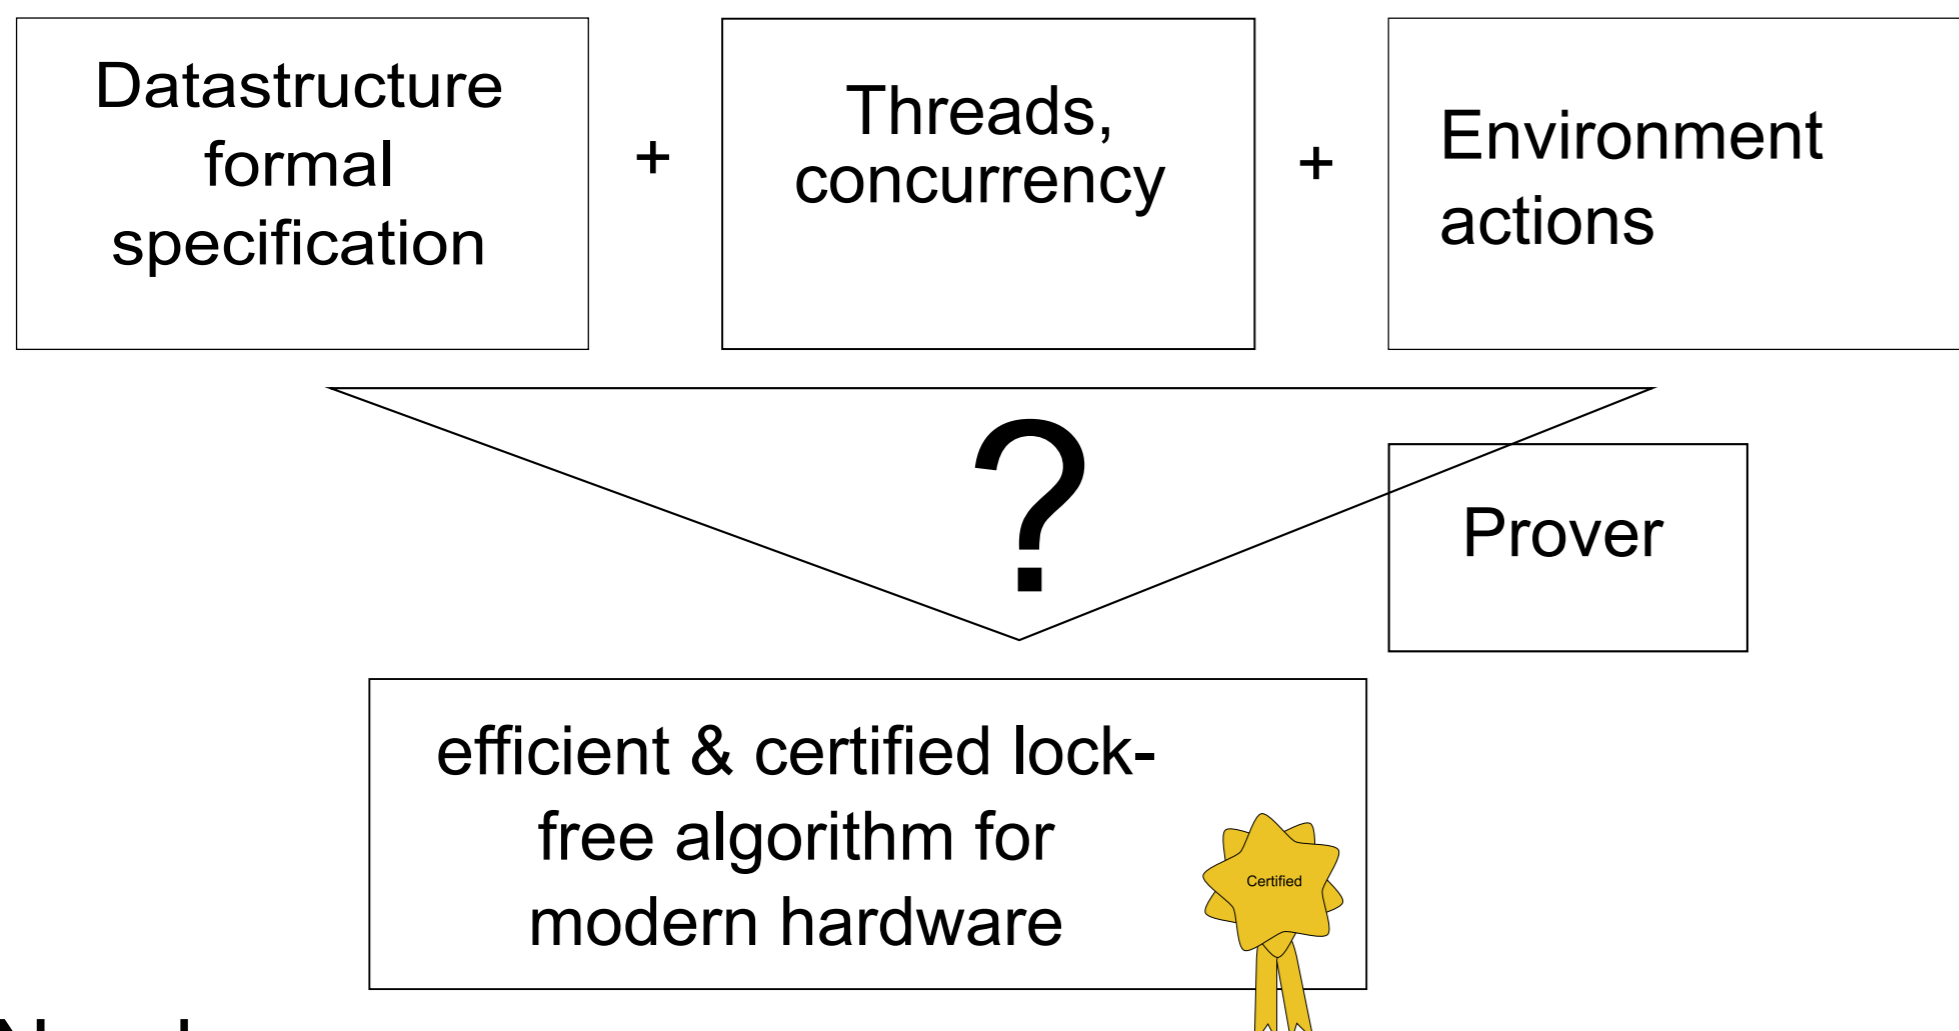 Datastructure
formal
specification
+
Threads,
concurrency
+
Environment
actions
?
Prover
efficient & certified lock-
free algorithm for
modern hardware
Certified